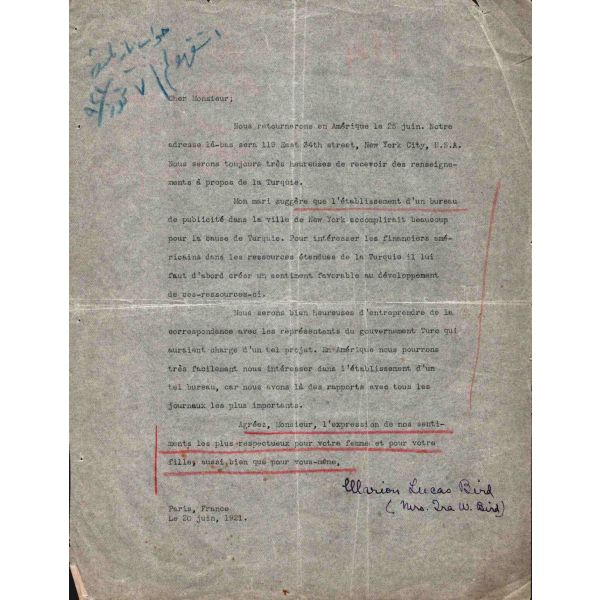 Cher Monsieur;
Nous retournerons en Amérique le 25 juin. Notre
adresse là-bas sera 119 East 34th street, New York City, U.S.A.
Nous serons toujours très heureuses de recevoir des renseigne-
ments à propos de la Turquie.
Mon mari suggère que l'établissement d'un bureau
de publicité dans la ville de New York accomplirait beaucoup
pour la cause de Turquie. Pour intéresser les financiers amé-
ricains dans les ressources étendues de la Turquie il lui
faut d'abord créer un sentiment favorable au développement
de ces-ressources-ci.
Nous serons bien heureuses d'entreprendre de la
correspondance avec les représentants du gouvernement Turc qui
auraient charge d'un tel projet. En Amérique nous pourrons
très facilement nous intéresser dans l'établissement d'un
tel bureau, car nous avons là des rapports avec tous les
journaux les plus importants.
Agréez, Monsieur, l'expression de nos senti-
ments les plus respectueux pour votre femme et pour votre
fille, aussi bien que pour vous-même,
Marion Lucas Bird
(Mrs. Ira W. Bird)
Paris, France
Le 20 juin, 1921.